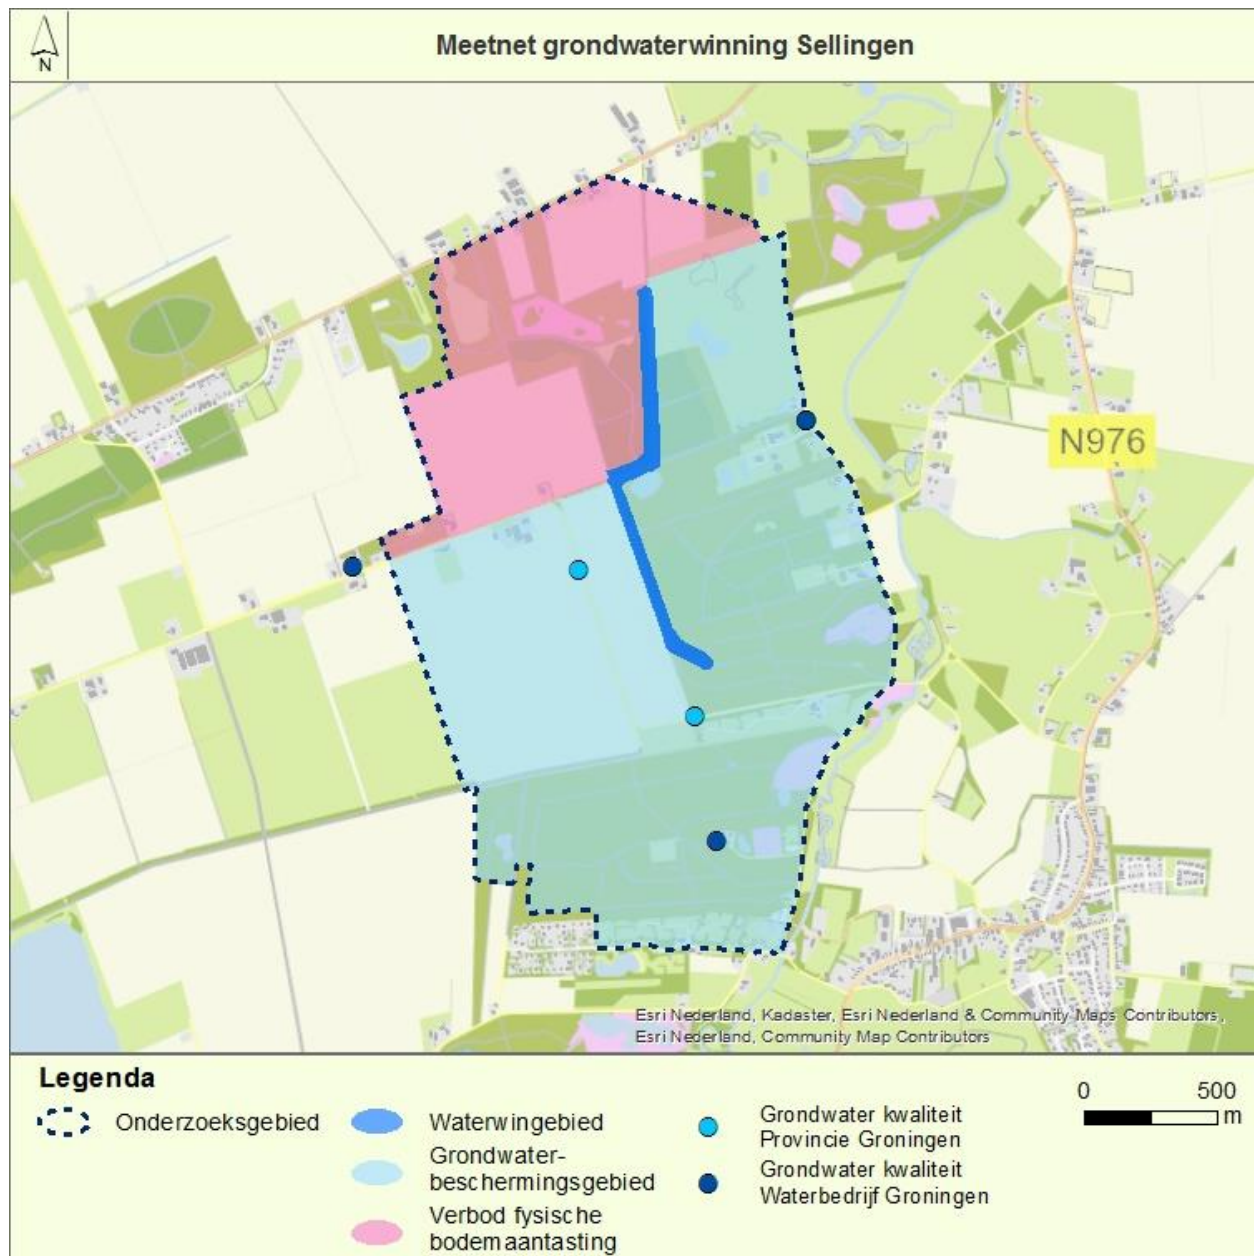 N
Meetnet grondwaterwinning Sellingen
N976
Esri Nederland, Kadaster, Esri Nederland & Community Maps Contributors,
Esri Nederland, Community Map Contributors
Legenda
Onderzoeksgebied
Waterwingebied
Grondwater-
beschermingsgebied
Verbod fysische
bodemaantasting
Grondwater kwaliteit
Provincie Groningen
Grondwater kwaliteit
Waterbedrijf Groningen
0 500
m